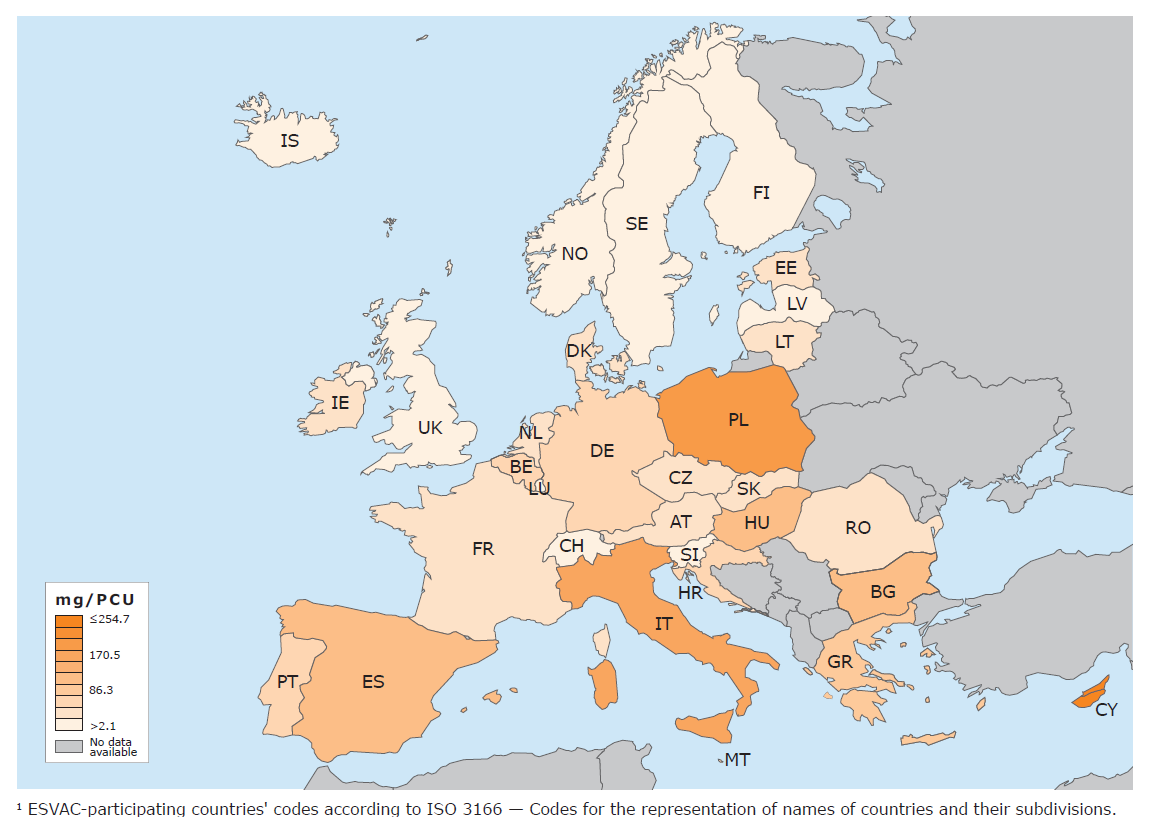 IS
FI
SE
NO
EE
LV
LT
DK
IE
UK
NL
PL
BE
DE
LU
CZ
SK
AT
HU
RO
FR
CH
SI
HR
BG
IT
GR
PT
ES
CY
MT
mg/PCU
≤254.7
170.5
86.3
>2.1
No data
available
¹ ESVAC-participating countries' codes according to ISO 3166 — Codes for the representation of names of countries and their subdivisions.